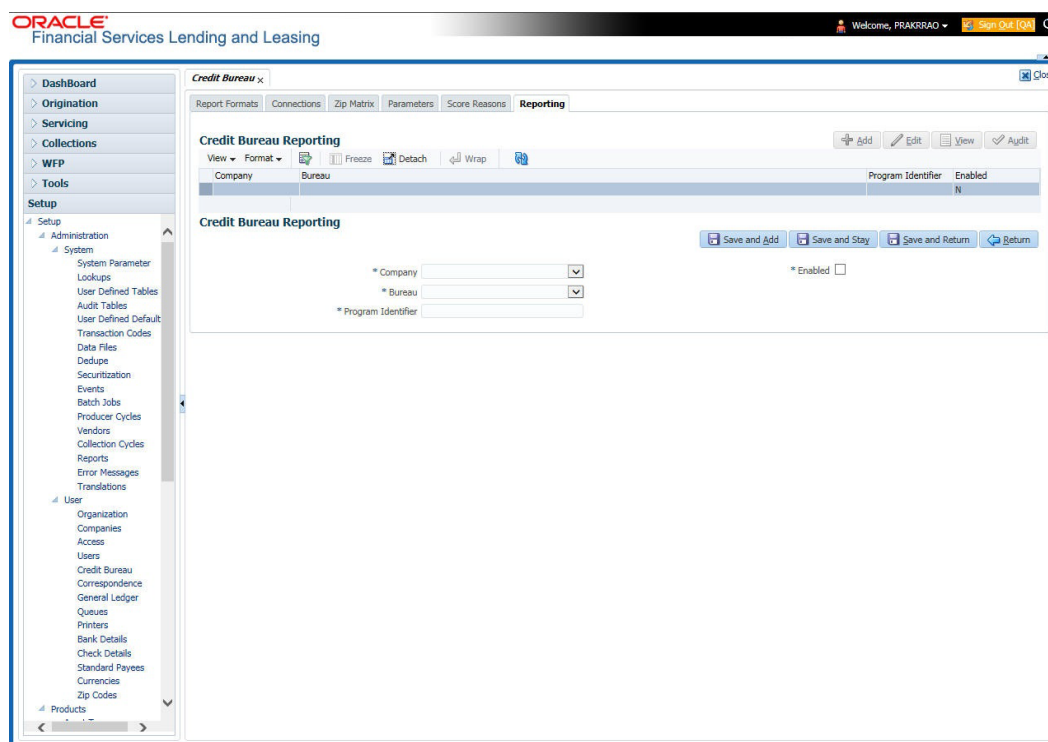 ORACLE
Financial Services Lending and Leasing
Welcome, PRAKRRAO
Sign Out [QA]
DashBoard
Origination
Servicing
Collections
WFP
Tools
Setup
Setup
Administration
System
System Parameter
Lookups
User Defined Tables
Audit Tables
User Defined Default
Transaction Codes
Data Files
Dedupe
Securitization
Events
Batch Jobs
Producer Cycles
Vendors
Collection Cycles
Reports
Error Messages
Translations
User
Organization
Companies
Access
Users
Credit Bureau
Correspondence
General Ledger
Queues
Printers
Bank Details
Check Details
Standard Payees
Currencies
Zip Codes
Products
Credit Bureau x
Clos
Report Formats Connections Zip Matrix Parameters Score Reasons Reporting
Credit Bureau Reporting
Add Edit View Audit
View Format Freeze Detach Wrap
Company Bureau Program Identifier Enabled
N
Credit Bureau Reporting
Save and Add Save and Stay Save and Return Return
* Company
* Enabled
* Bureau
* Program Identifier